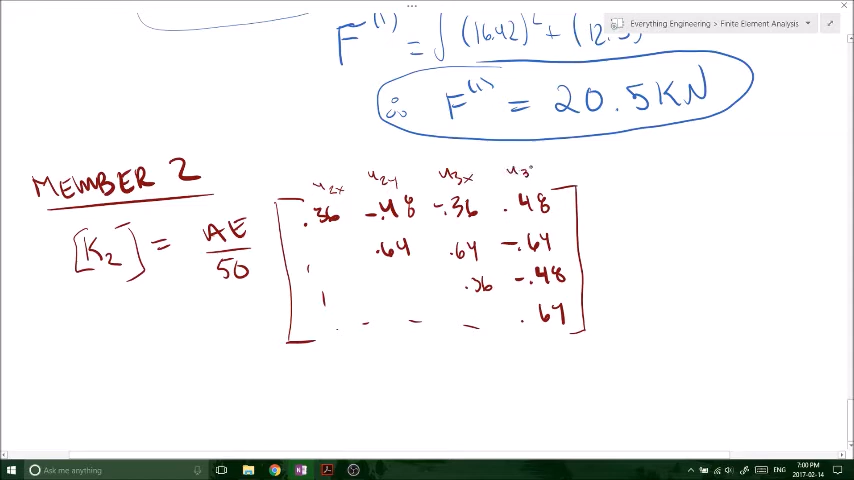 Everything Engineering > Finite Element Analysis
F⁽¹⁾ = √(16.42)² + (12.3)
∴ F⁽¹⁾ = 20.5KN
MEMBER 2
u2x u2y u3x u3
[K2] = AE/50
.36 -.48 -.36 .48
.64 .64 -.64
.36 -.48
.64
Ask me anything
ENG
7:00 PM
2017-02-14